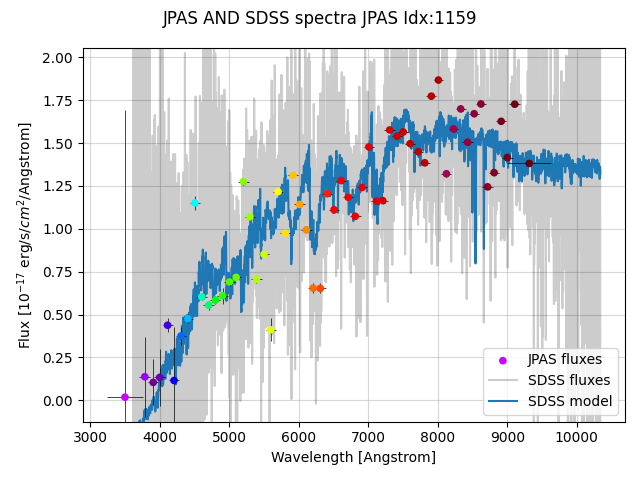 JPAS AND SDSS spectra JPAS Idx:1159
2.00
1.75
1.50
1.25
1.00
0.75
0.50
0.25
0.00
Flux [10⁻¹⁷ erg/s/cm²/Angstrom]
JPAS fluxes
SDSS fluxes
SDSS model
3000 4000 5000 6000 7000 8000 9000 10000
Wavelength [Angstrom]